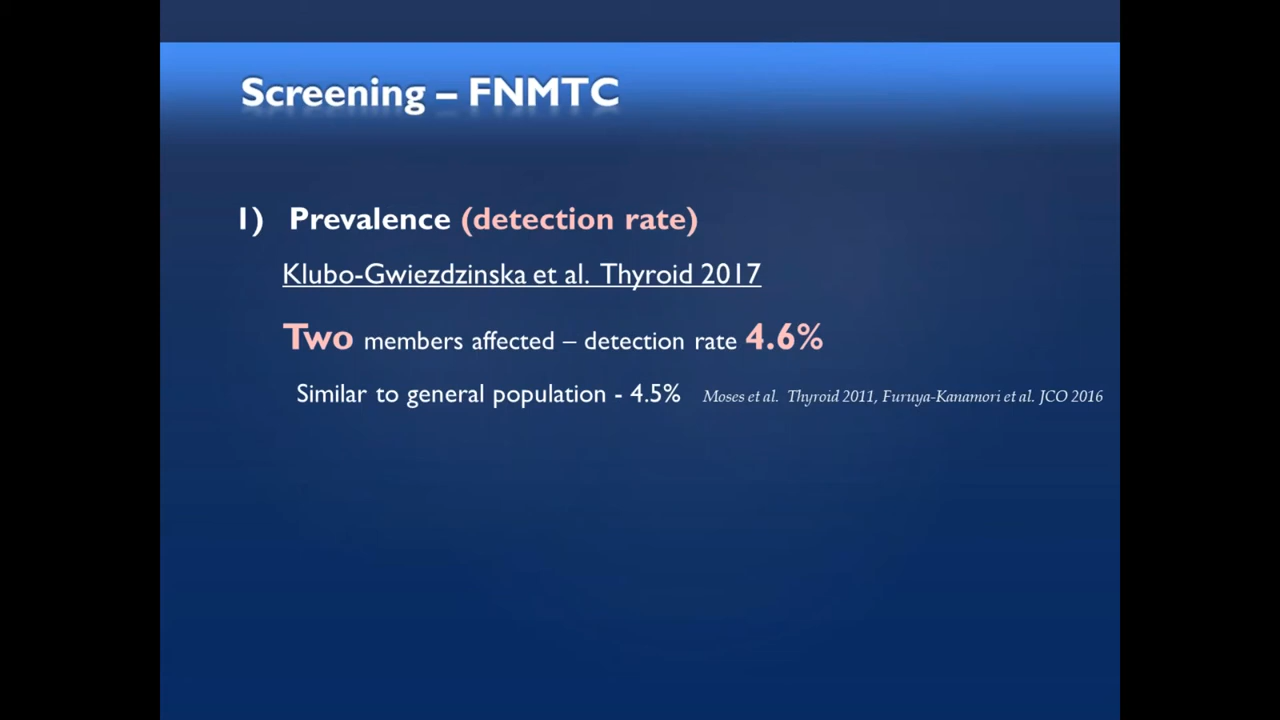 Screening – FNMTC
1) Prevalence (detection rate)
Klubo-Gwiezdzinska et al. Thyroid 2017
Two members affected – detection rate 4.6%
Similar to general population - 4.5% Moses et al. Thyroid 2011, Furuya-Kanamori et al. JCO 2016